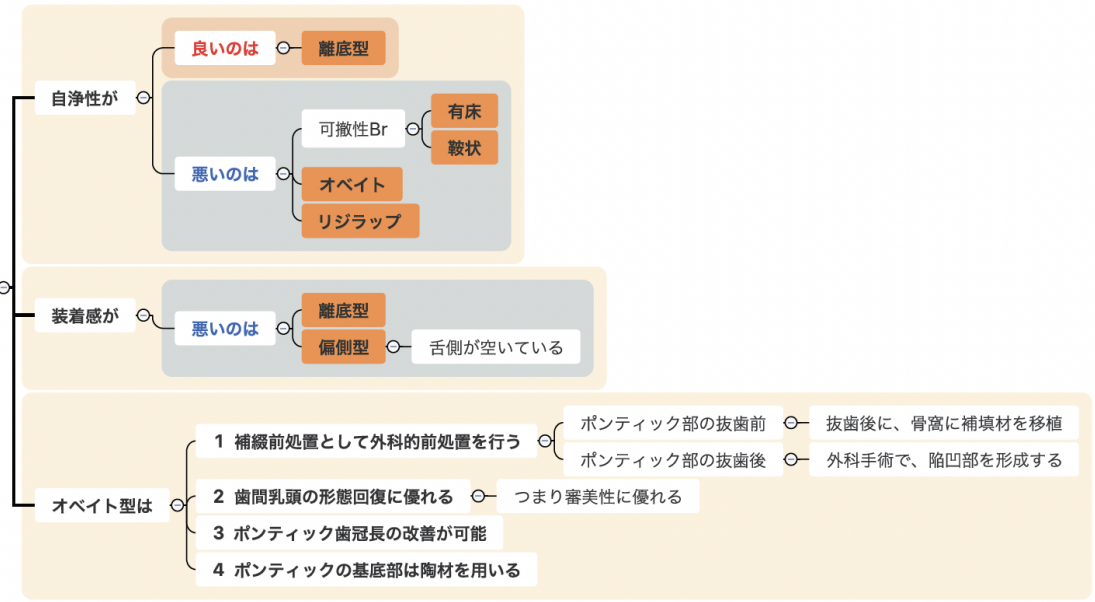 自浄性が
良いのは
離底型
悪いのは
可撤性Br
有床
鞍状
オベイト
リジラップ
装着感が
悪いのは
離底型
偏側型
舌側が空いている
オベイト型は
1 補綴前処置として外科的前処置を行う
ポンティック部の抜歯前
抜歯後に、骨窩に補填材を移植
ポンティック部の抜歯後
外科手術で、陥凹部を形成する
2 歯間乳頭の形態回復に優れる
つまり審美性に優れる
3 ポンティック歯冠長の改善が可能
4 ポンティックの基底部は陶材を用いる